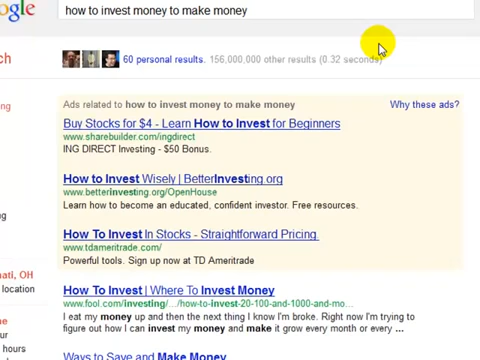 ogle
how to invest money to make money
ch
60 personal results. 156,000,000 other results (0.32 seconds)
Ads related to how to invest money to make money
Why these ads?
Buy Stocks for $4 - Learn How to Invest for Beginners
www.sharebuilder.com/ingdirect
ING DIRECT Investing - $50 Bonus.
How to Invest Wisely | BetterInvesting.org
www.betterinvesting.org/OpenHouse
Learn how to become an educated, confident investor. Free resources.
How To Invest In Stocks - Straightforward Pricing.
www.tdameritrade.com/
Powerful tools. Sign up now at TD Ameritrade
nati, OH
location
How To Invest | Where To Invest Money
www.fool.com/investing/.../how-to-invest-20-100-and-1000-and-mo...
I eat my money up and then the next thing I know I'm broke. Right now I'm trying to
figure out how I can invest my money and make it grow every month or every ...
Ways to Save and Make Money